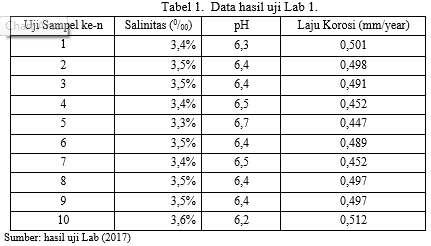 Tabel 1. Data hasil uji Lab 1.
Uji Sampel ke-n Salinitas (⁰/₀₀) pH Laju Korosi (mm/year)
1 3,4% 6,3 0,501
2 3,5% 6,4 0,498
3 3,5% 6,4 0,491
4 3,4% 6,5 0,452
5 3,3% 6,7 0,447
6 3,5% 6,4 0,489
7 3,4% 6,5 0,452
8 3,5% 6,4 0,497
9 3,5% 6,4 0,497
10 3,6% 6,2 0,512
Sumber: hasil uji Lab (2017)